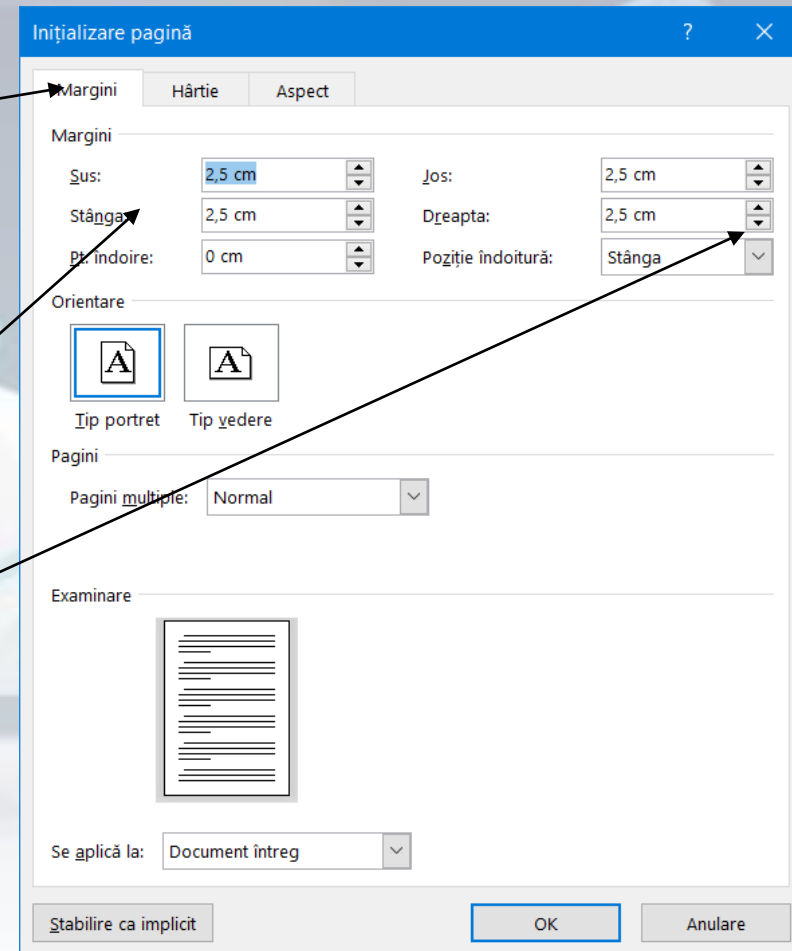 Inițializare pagină ? ✕
Margini Hârtie Aspect
Margini
Sus: 2,5 cm Jos: 2,5 cm
Stânga: 2,5 cm Dreapta: 2,5 cm
Pt. îndoire: 0 cm Poziție îndoitură: Stânga
Orientare
A A
Tip portret Tip vedere
Pagini
Pagini multiple: Normal
Examinare
Se aplică la: Document întreg
Stabilire ca implicit OK Anulare